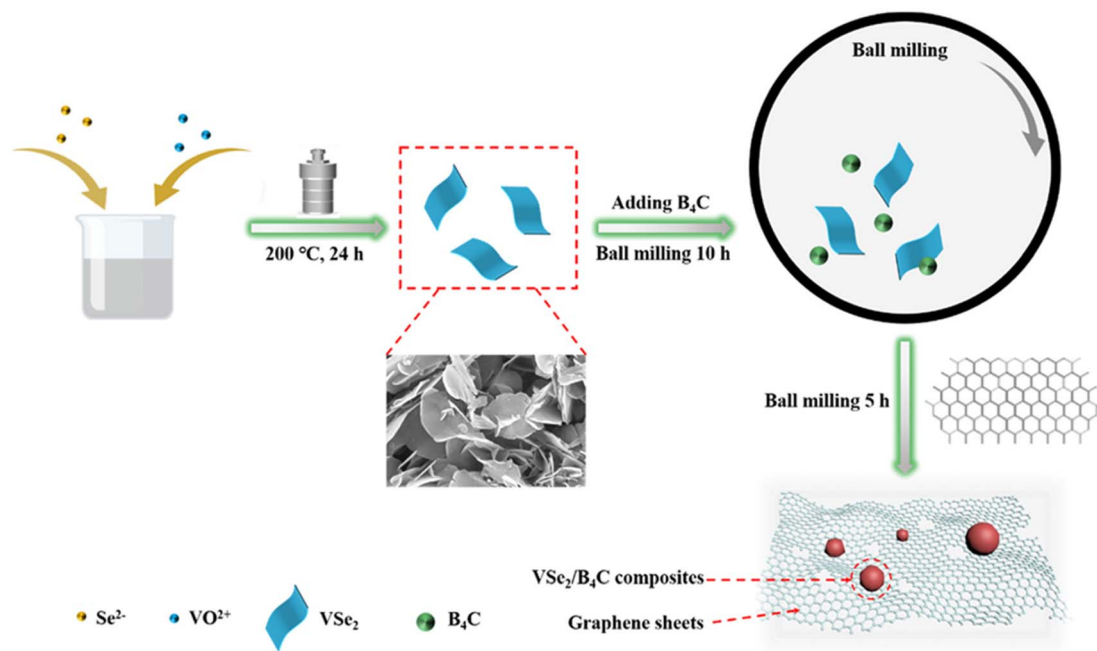 Ball milling
200 °C, 24 h
Adding B₄C
Ball milling 10 h
Ball milling 5 h
VSe₂/B₄C composites
Graphene sheets
Se²⁻
VO²⁺
VSe₂
B₄C